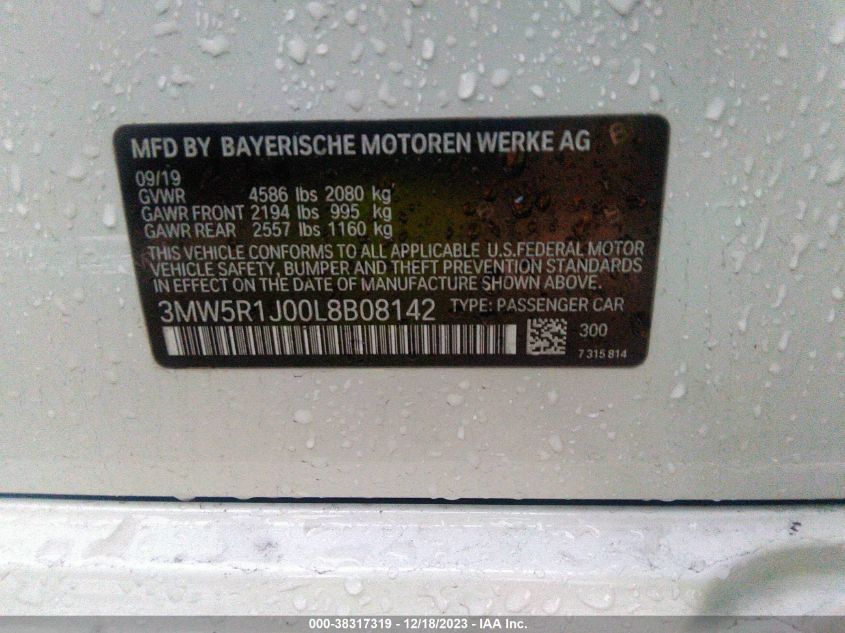 MFD BY BAYERISCHE MOTOREN WERKE AG
09/19
GVWR 4586 lbs 2080 kg
GAWR FRONT 2194 lbs 995 kg
GAWR REAR 2557 lbs 1160 kg
THIS VEHICLE CONFORMS TO ALL APPLICABLE U.S.FEDERAL MOTOR
VEHICLE SAFETY, BUMPER AND THEFT PREVENTION STANDARDS
IN EFFECT ON THE DATE OF MANUFACTURE SHOWN ABOVE.
3MW5R1J00L8B08142 TYPE: PASSENGER CAR
300
7 315 814
000-38317319 - 12/18/2023 - IAA Inc.